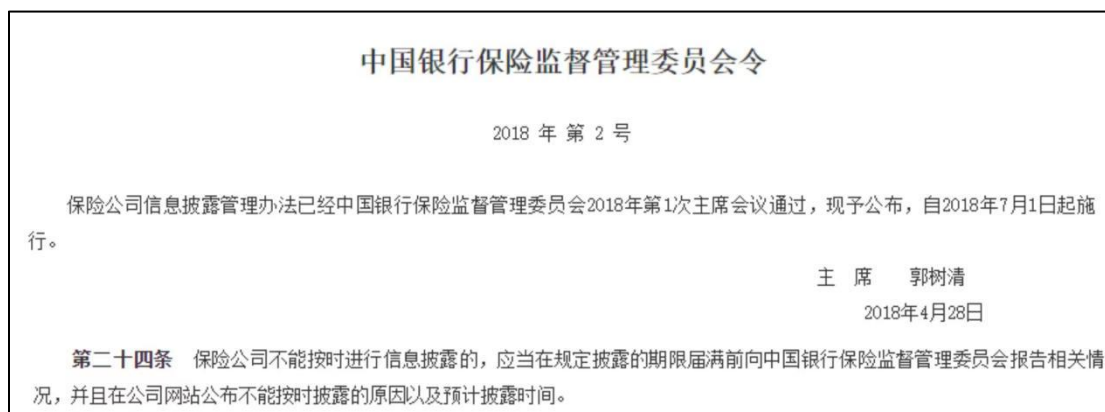 中国银行保险监督管理委员会令
2018 年 第 2 号
保险公司信息披露管理办法已经中国银行保险监督管理委员会2018年第1次主席会议通过，现予公布，自2018年7月1日起施
行。
主 席 郭树清
2018年4月28日
第二十四条 保险公司不能按时进行信息披露的，应当在规定披露的期限届满前向中国银行保险监督管理委员会报告相关情
况，并且在公司网站公布不能按时披露的原因以及预计披露时间。